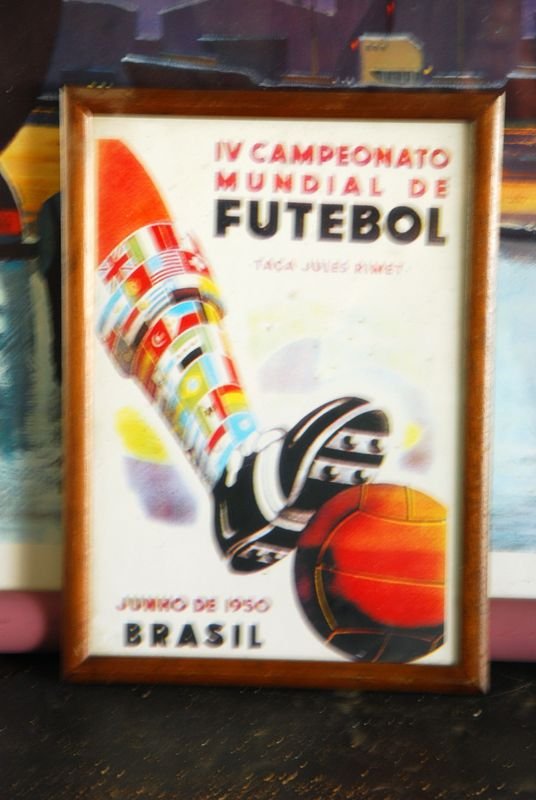 IV CAMPEONATO
MUNDIAL DE
FUTEBOL
TAÇA JULES RIMET
JUNHO DE 1950
BRASIL